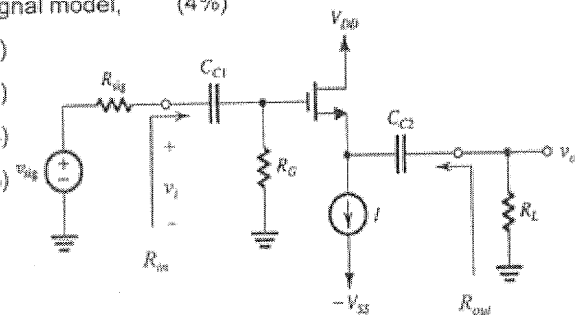 gnal model, (4%)
)
)
)
)
V_DD
C_C1
R_sig
C_C2
v_o
+
v_sig
+
−
v_i
−
R_G
I
R_L
R_in
−V_SS
R_out